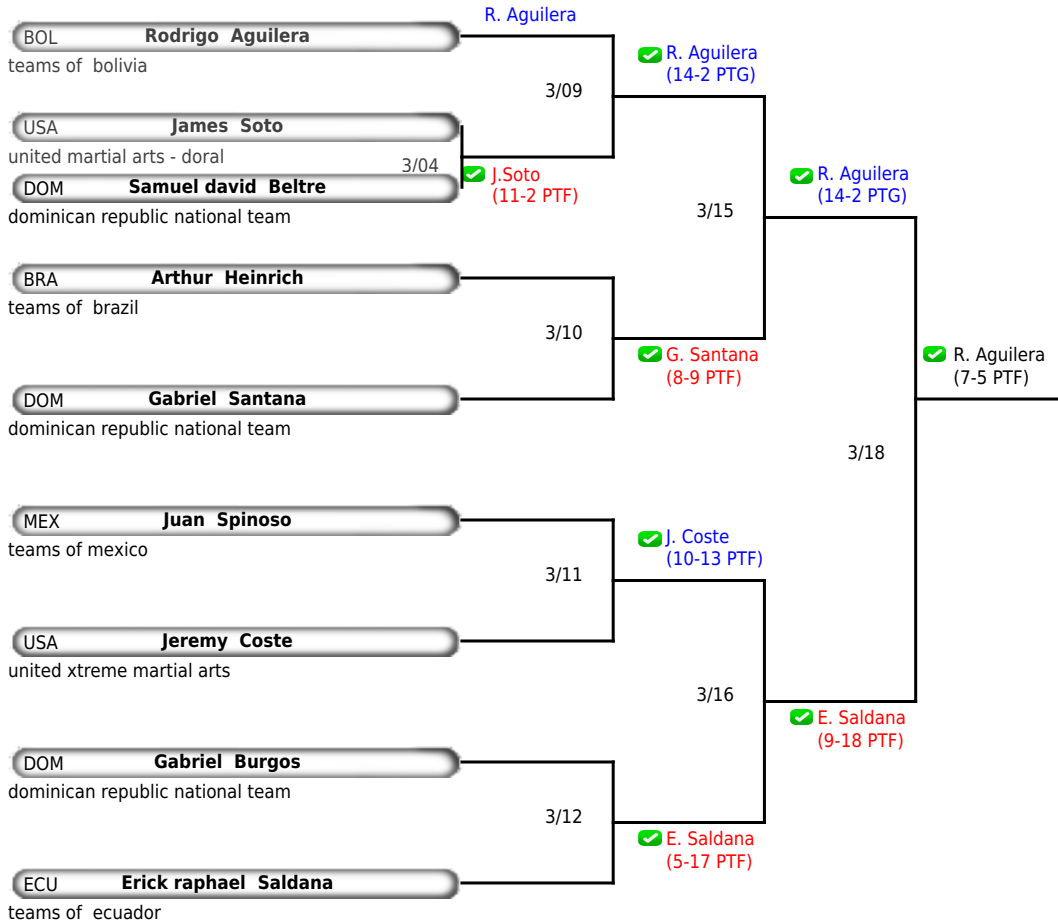 R. Aguilera
BOL Rodrigo Aguilera
teams of bolivia
3/09
R. Aguilera
(14-2 PTG)
USA James Soto
united martial arts - doral
3/04
J.Soto
(11-2 PTF)
DOM Samuel david Beltre
dominican republic national team
3/15
R. Aguilera
(14-2 PTG)
BRA Arthur Heinrich
teams of brazil
3/10
G. Santana
(8-9 PTF)
DOM Gabriel Santana
dominican republic national team
R. Aguilera
(7-5 PTF)
3/18
MEX Juan Spinoso
teams of mexico
3/11
J. Coste
(10-13 PTF)
USA Jeremy Coste
united xtreme martial arts
3/16
E. Saldana
(9-18 PTF)
DOM Gabriel Burgos
dominican republic national team
3/12
E. Saldana
(5-17 PTF)
ECU Erick raphael Saldana
teams of ecuador